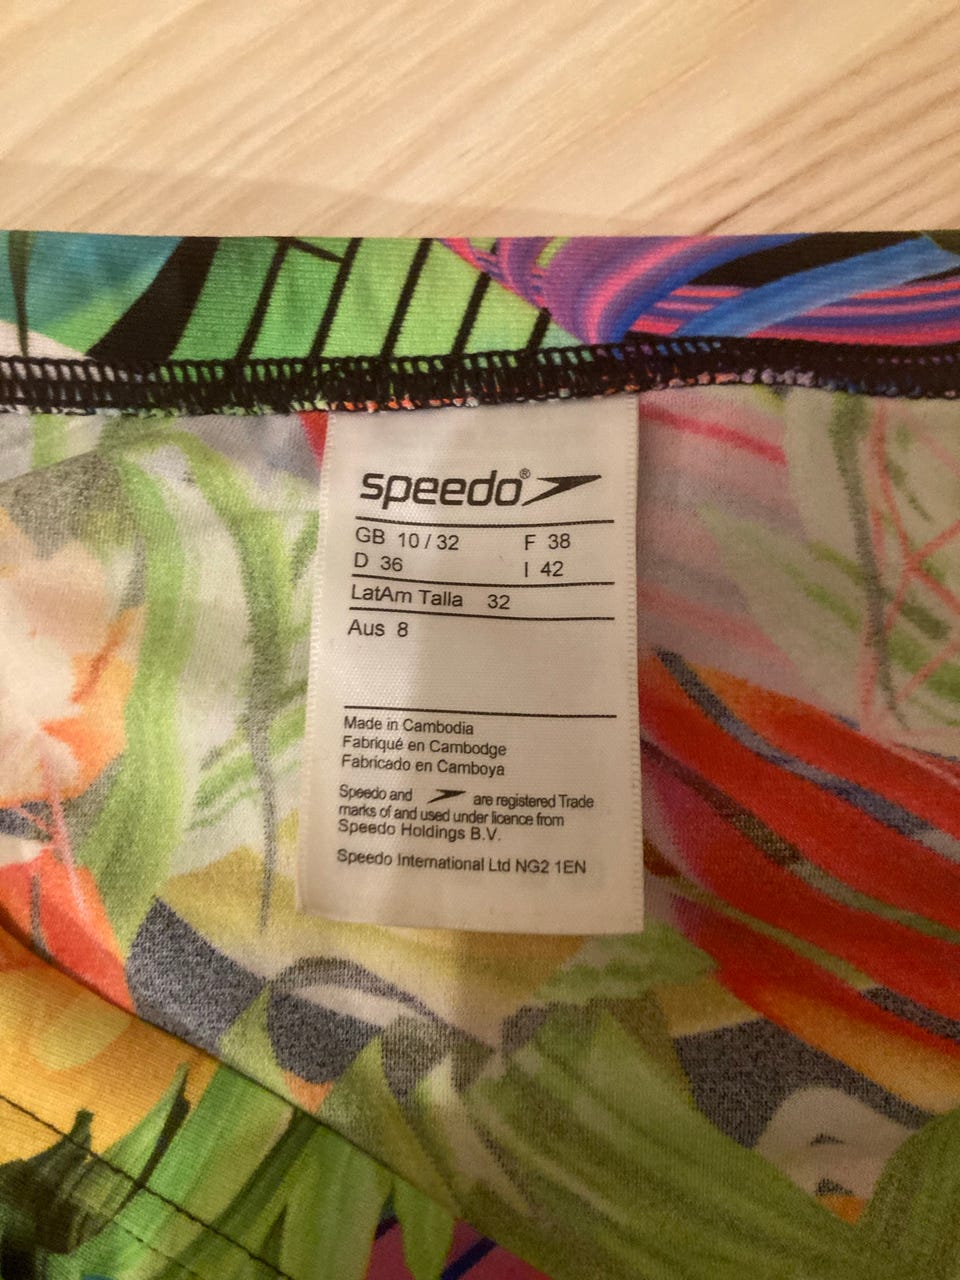 speedo®
GB 10/32 F 38
D 36 I 42
LatAm Talla 32
Aus 8
Made in Cambodia
Fabriqué en Cambodge
Fabricado en Camboya
Speedo and are registered Trade
marks of and used under licence from
Speedo Holdings B.V.
Speedo International Ltd NG2 1EN